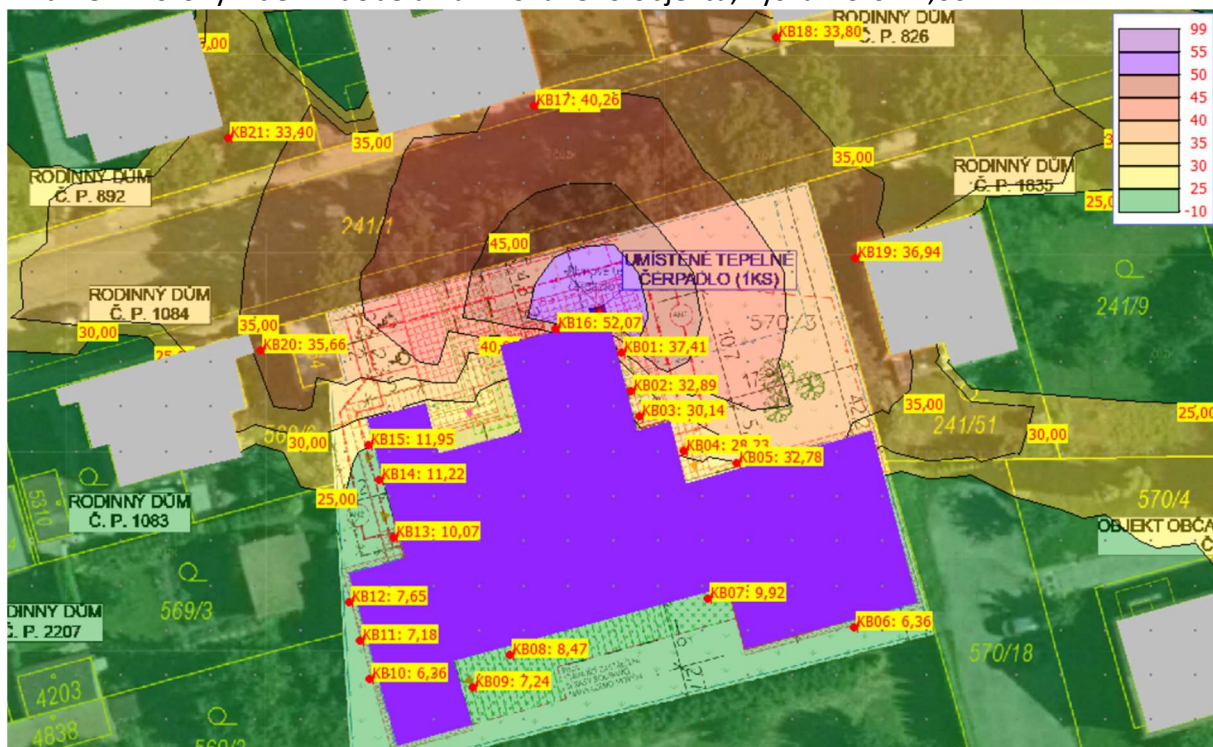 RODINNÝ DŮM
Č. P. 826
KB18: 33,80
KB17: 40,26
KB21: 33,40
35,00
35,00
RODINNÝ DŮM
Č. P. 892
RODINNÝ DŮM
Č. P. 1835
99
55
50
45
40
35
30
25
-10
241/1
45,00
UMÍSTĚNÉ TEPELNÉ
ČERPADLO (1KS)
KB19: 36,94
241/9
RODINNÝ DŮM
Č. P. 1084
30,00
35,00
KB20: 35,66
KB16: 52,07
570/3
KB01: 37,41
KB02: 32,89
KB03: 30,14
35,00
241/51
25,00
30,00
30,00
KB15: 11,95
KB04: 28,23
KB05: 32,78
KB14: 11,22
25,00
570/4
5310
RODINNÝ DŮM
Č. P. 1083
KB13: 10,07
OBJEKT OBČA
569/3
KB12: 7,65
KB07: 9,92
DINNÝ DŮM
Č. P. 2207
KB11: 7,18
KB06: 6,36
KB08: 8,47
570/18
KB10: 6,36
KB09: 7,24
4203
4838